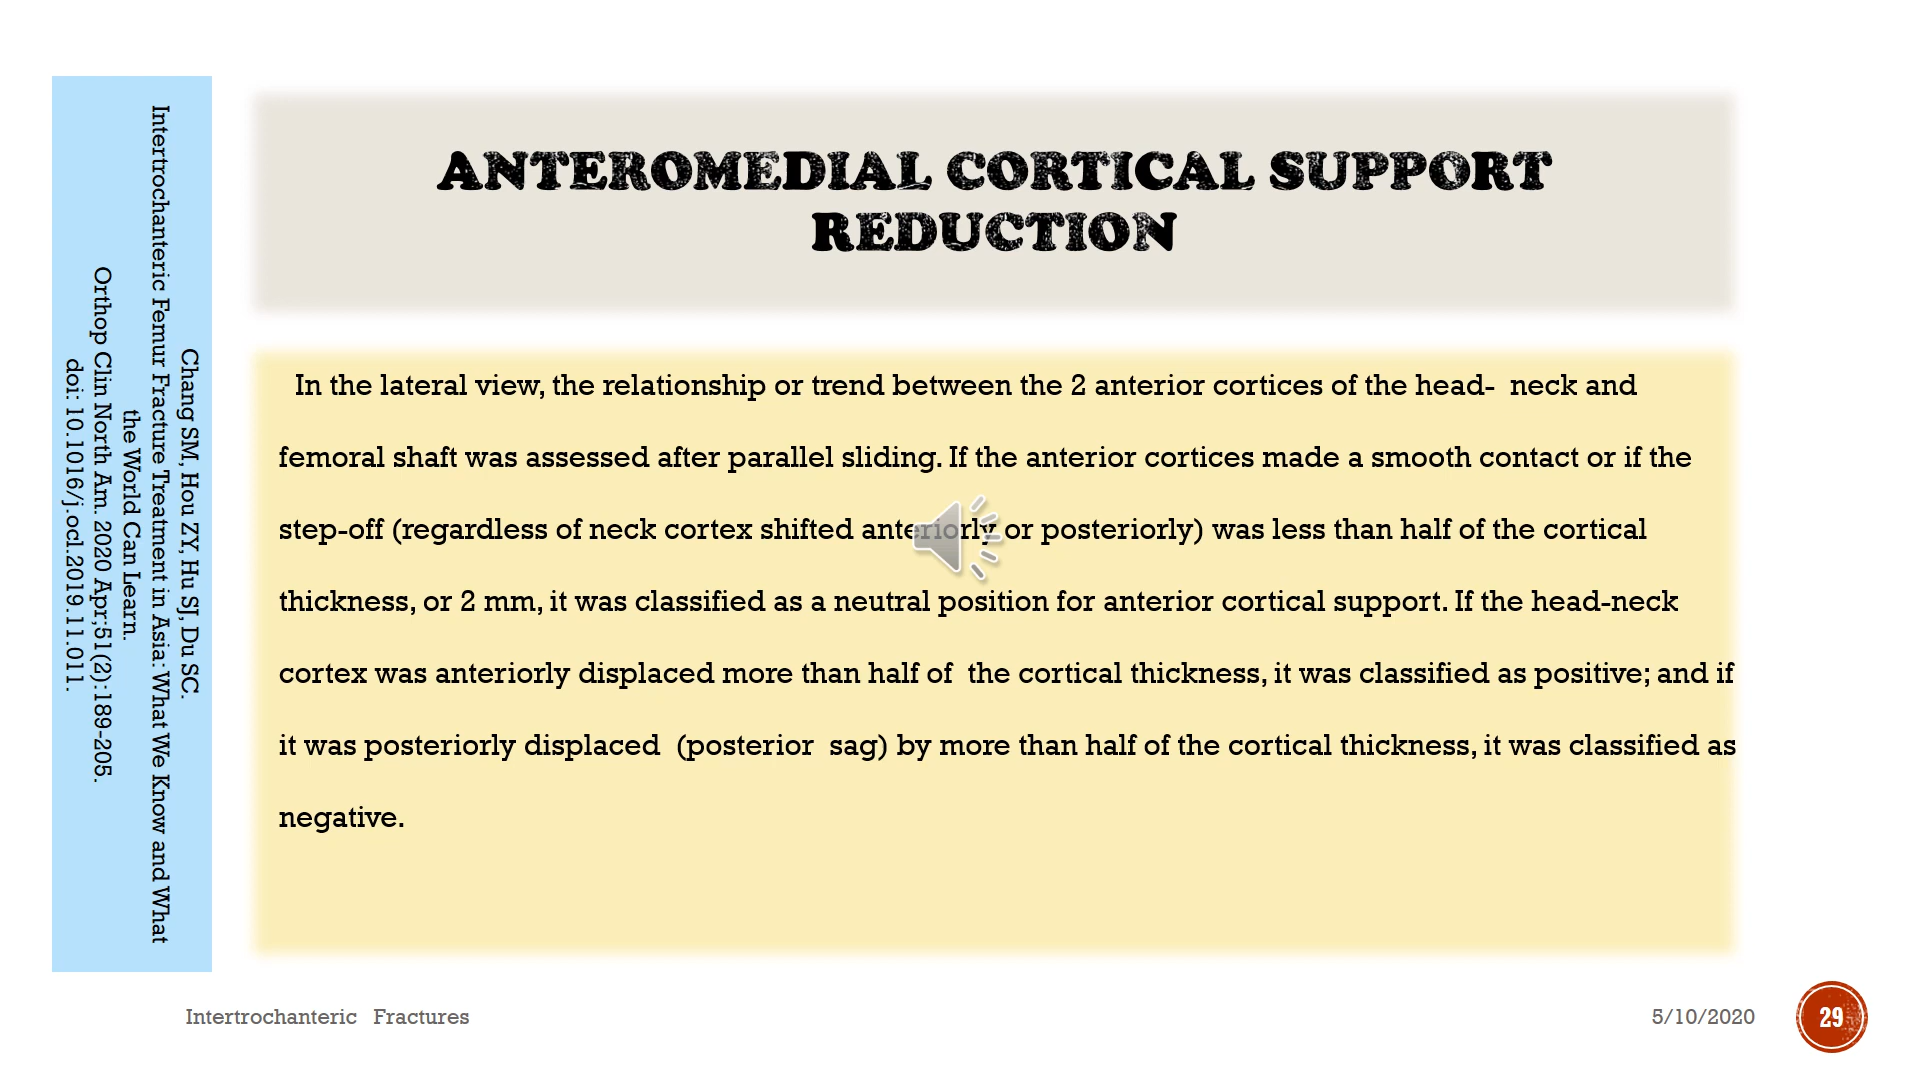 ANTEROMEDIAL CORTICAL SUPPORT
REDUCTION
Chang SM, Hou ZY, Hu SJ, Du SC.
Intertrochanteric Femur Fracture Treatment in Asia: What We Know and What
the World Can Learn.
Orthop Clin North Am. 2020 Apr;51(2):189-205.
doi: 10.1016/j.ocl.2019.11.011.
In the lateral view, the relationship or trend between the 2 anterior cortices of the head- neck and
femoral shaft was assessed after parallel sliding. If the anterior cortices made a smooth contact or if the
step-off (regardless of neck cortex shifted anteriorly or posteriorly) was less than half of the cortical
thickness, or 2 mm, it was classified as a neutral position for anterior cortical support. If the head-neck
cortex was anteriorly displaced more than half of the cortical thickness, it was classified as positive; and if
it was posteriorly displaced (posterior sag) by more than half of the cortical thickness, it was classified as
negative.
Intertrochanteric Fractures
5/10/2020
29